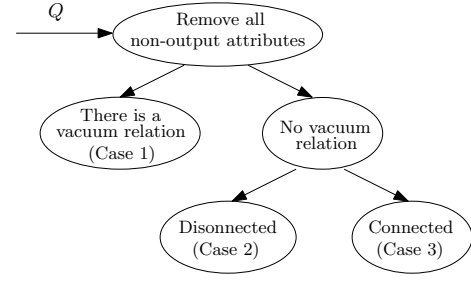 Q
Remove all
non-output attributes
There is a
vacuum relation
(Case 1)
No vacuum
relation
Disonnected
(Case 2)
Connected
(Case 3)